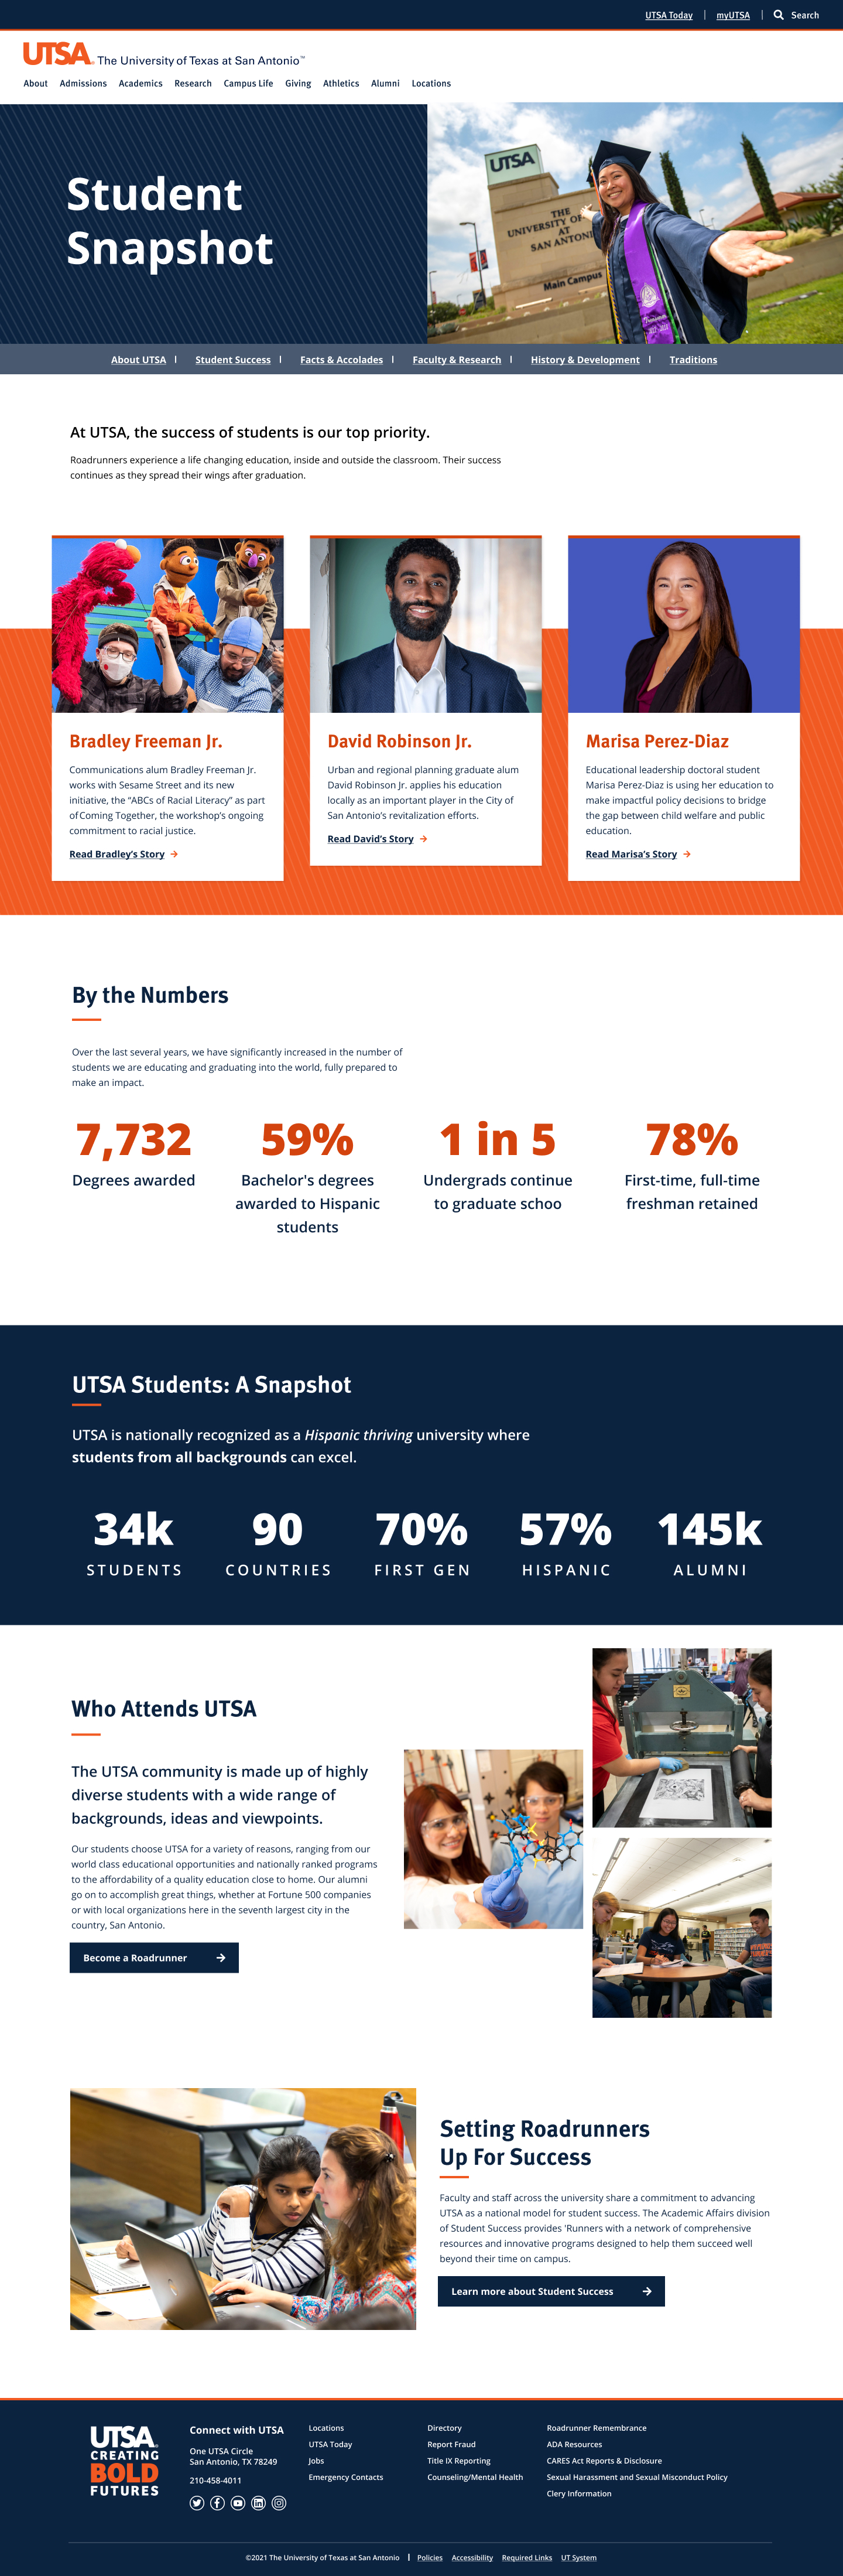 UTSA Today
myUTSA
Search
UTSA. The University of Texas at San Antonio™
About Admissions Academics Research Campus Life Giving Athletics Alumni Locations
Student
Snapshot
UTSA
THE
UNIVERSITY OF
AT
SAN ANTONI
Main Campus
About UTSA
Student Success
Facts & Accolades
Faculty & Research
History & Development
Traditions
At UTSA, the success of students is our top priority.
Roadrunners experience a life changing education, inside and outside the classroom. Their success
continues as they spread their wings after graduation.
Bradley Freeman Jr.
Communications alum Bradley Freeman Jr.
works with Sesame Street and its new
initiative, the “ABCs of Racial Literacy” as part
of Coming Together, the workshop’s ongoing
commitment to racial justice.
Read Bradley’s Story
David Robinson Jr.
Urban and regional planning graduate alum
David Robinson Jr. applies his education
locally as an important player in the City of
San Antonio’s revitalization efforts.
Read David’s Story
Marisa Perez-Diaz
Educational leadership doctoral student
Marisa Perez-Diaz is using her education to
make impactful policy decisions to bridge
the gap between child welfare and public
education.
Read Marisa’s Story
By the Numbers
Over the last several years, we have significantly increased in the number of
students we are educating and graduating into the world, fully prepared to
make an impact.
7,732
Degrees awarded
59%
Bachelor's degrees
awarded to Hispanic
students
1 in 5
Undergrads continue
to graduate schoo
78%
First-time, full-time
freshman retained
UTSA Students: A Snapshot
UTSA is nationally recognized as a Hispanic thriving university where
students from all backgrounds can excel.
34k
STUDENTS
90
COUNTRIES
70%
FIRST GEN
57%
HISPANIC
145k
ALUMNI
Who Attends UTSA
The UTSA community is made up of highly
diverse students with a wide range of
backgrounds, ideas and viewpoints.
Our students choose UTSA for a variety of reasons, ranging from our
world class educational opportunities and nationally ranked programs
to the affordability of a quality education close to home. Our alumni
go on to accomplish great things, whether at Fortune 500 companies
or with local organizations here in the seventh largest city in the
country, San Antonio.
Become a Roadrunner
Setting Roadrunners
Up For Success
Faculty and staff across the university share a commitment to advancing
UTSA as a national model for student success. The Academic Affairs division
of Student Success provides ‘Runners with a network of comprehensive
resources and innovative programs designed to help them succeed well
beyond their time on campus.
Learn more about Student Success
UTSA.
CREATING
BOLD
FUTURES
Connect with UTSA
One UTSA Circle
San Antonio, TX 78249
210-458-4011
Locations
UTSA Today
Jobs
Emergency Contacts
Directory
Report Fraud
Title IX Reporting
Counseling/Mental Health
Roadrunner Remembrance
ADA Resources
CARES Act Reports & Disclosure
Sexual Harassment and Sexual Misconduct Policy
Clery Information
©2021 The University of Texas at San Antonio
Policies Accessibility Required Links UT System